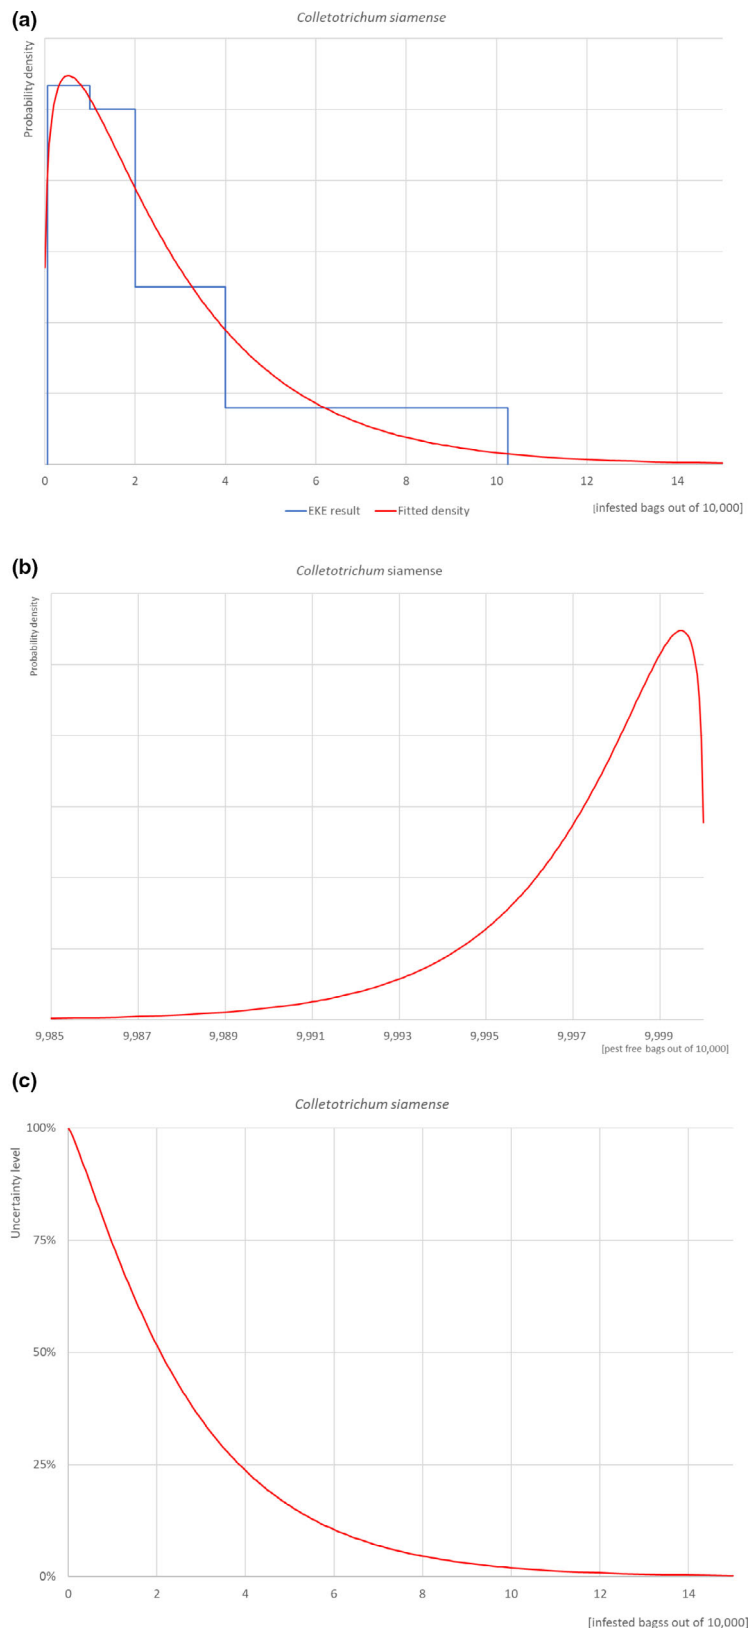 (a)
Colletotrichum siamense
Probability density
0 2 4 6 8 10 12 14
[infested bags out of 10,000]
EKE result Fitted density
(b)
Colletotrichum siamense
Probability density
9,985 9,987 9,989 9,991 9,993 9,995 9,997 9,999
[pest free bags out of 10,000]
(c)
Colletotrichum siamense
Uncertainty level
100%
75%
50%
25%
0%
0 2 4 6 8 10 12 14
[infested bagss out of 10,000]